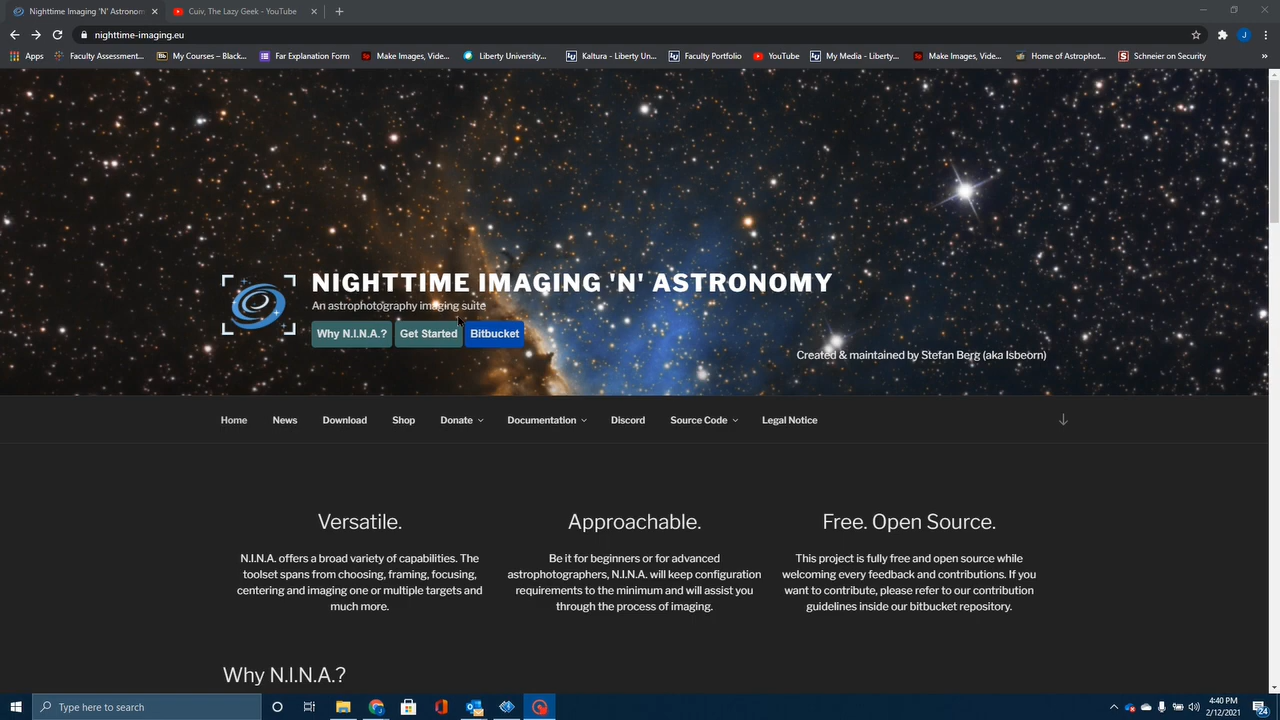 Nighttime Imaging 'N' Astronom
Cuiv, The Lazy Geek - YouTube
nighttime-imaging.eu
J
Apps
Faculty Assessment...
Bb
My Courses – Black...
Far Explanation Form
Sp
Make Images, Vide...
Liberty University...
Kaltura - Liberty Un...
Faculty Portfolio
YouTube
My Media - Liberty...
Sp
Make Images, Vide...
Home of Astrophot...
S
Schneier on Security
»
NIGHTTIME IMAGING 'N' ASTRONOMY
An astrophotography imaging suite
Why N.I.N.A.?
Get Started
Bitbucket
Created & maintained by Stefan Berg (aka Isbeorn)
Home
News
Download
Shop
Donate
Documentation
Discord
Source Code
Legal Notice
Versatile.
N.I.N.A. offers a broad variety of capabilities. The
toolset spans from choosing, framing, focusing,
centering and imaging one or multiple targets and
much more.
Approachable.
Be it for beginners or for advanced
astrophotographers, N.I.N.A. will keep configuration
requirements to the minimum and will assist you
through the process of imaging.
Free. Open Source.
This project is fully free and open source while
welcoming every feedback and contributions. If you
want to contribute, please refer to our contribution
guidelines inside our bitbucket repository.
Why N.I.N.A.?
Type here to search
4:40 PM
2/12/2021
24